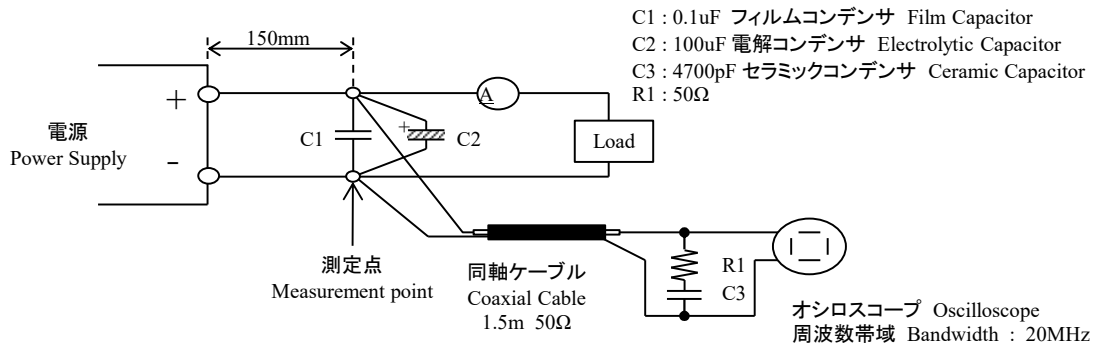 C1 : 0.1uF フィルムコンデンサ Film Capacitor
C2 : 100uF 電解コンデンサ Electrolytic Capacitor
C3 : 4700pF セラミックコンデンサ Ceramic Capacitor
R1 : 50Ω
150mm
+
-
電源
Power Supply
C1
+
C2
A
Load
測定点
Measurement point
同軸ケーブル
Coaxial Cable
1.5m 50Ω
R1
C3
オシロスコープ Oscilloscope
周波数帯域 Bandwidth : 20MHz